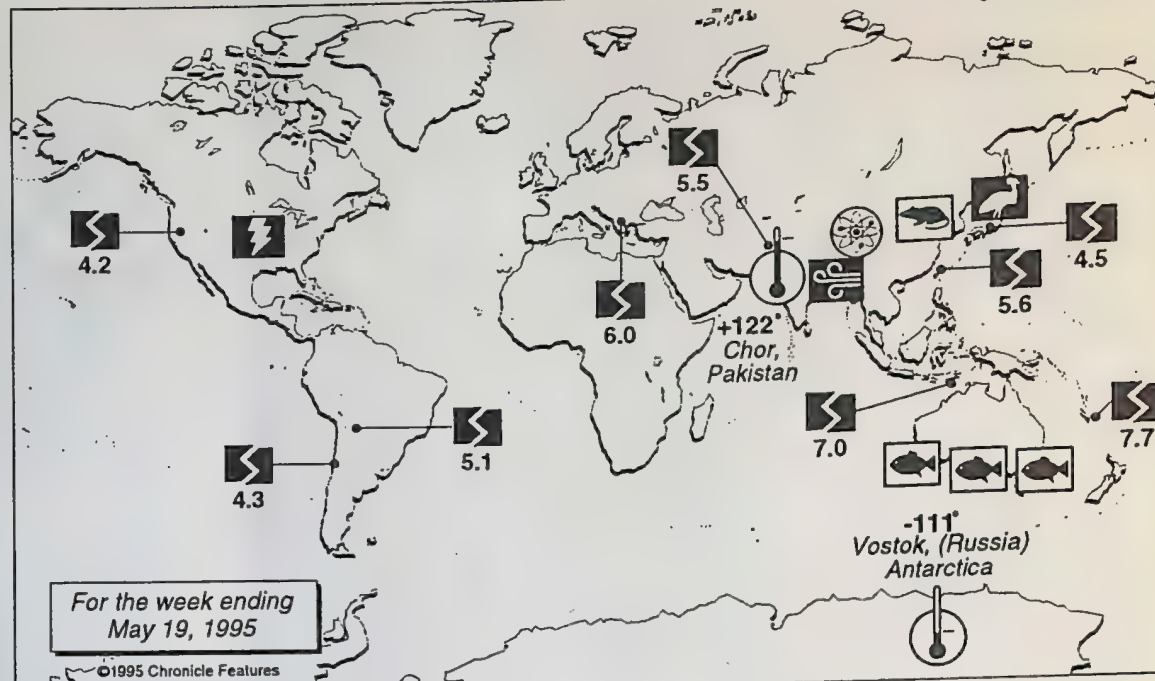 5.5
4.2
4.5
5.6
6.0
+122°
Chor,
Pakistan
7.0
7.7
5.1
4.3
-111°
Vostok, (Russia)
Antarctica
For the week ending
May 19, 1995
©1995 Chronicle Features